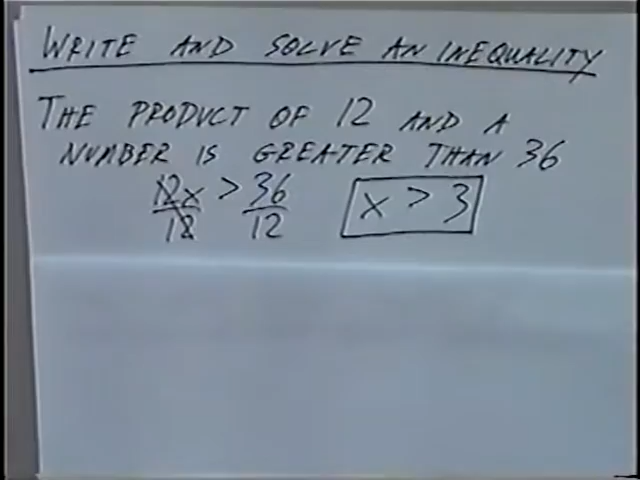 WRITE AND SOLVE AN INEQUALITY
THE PRODUCT OF 12 AND A
NUMBER IS GREATER THAN 36
12x > 36 x > 3
12 12